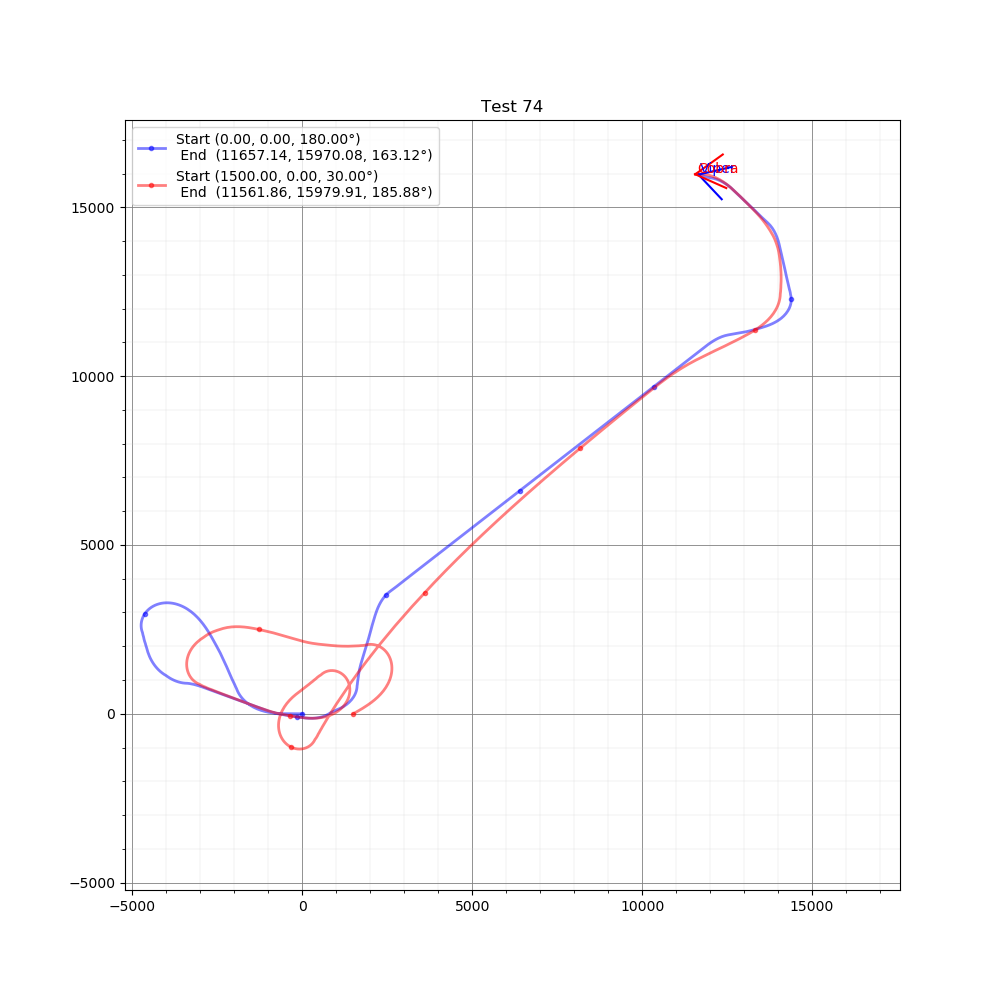 Test 74
Start (0.00, 0.00, 180.00°)
End (11657.14, 15970.08, 163.12°)
Start (1500.00, 0.00, 30.00°)
End (11561.86, 15979.91, 185.88°)
15000
10000
5000
0
−5000
−5000 0 5000 10000 15000